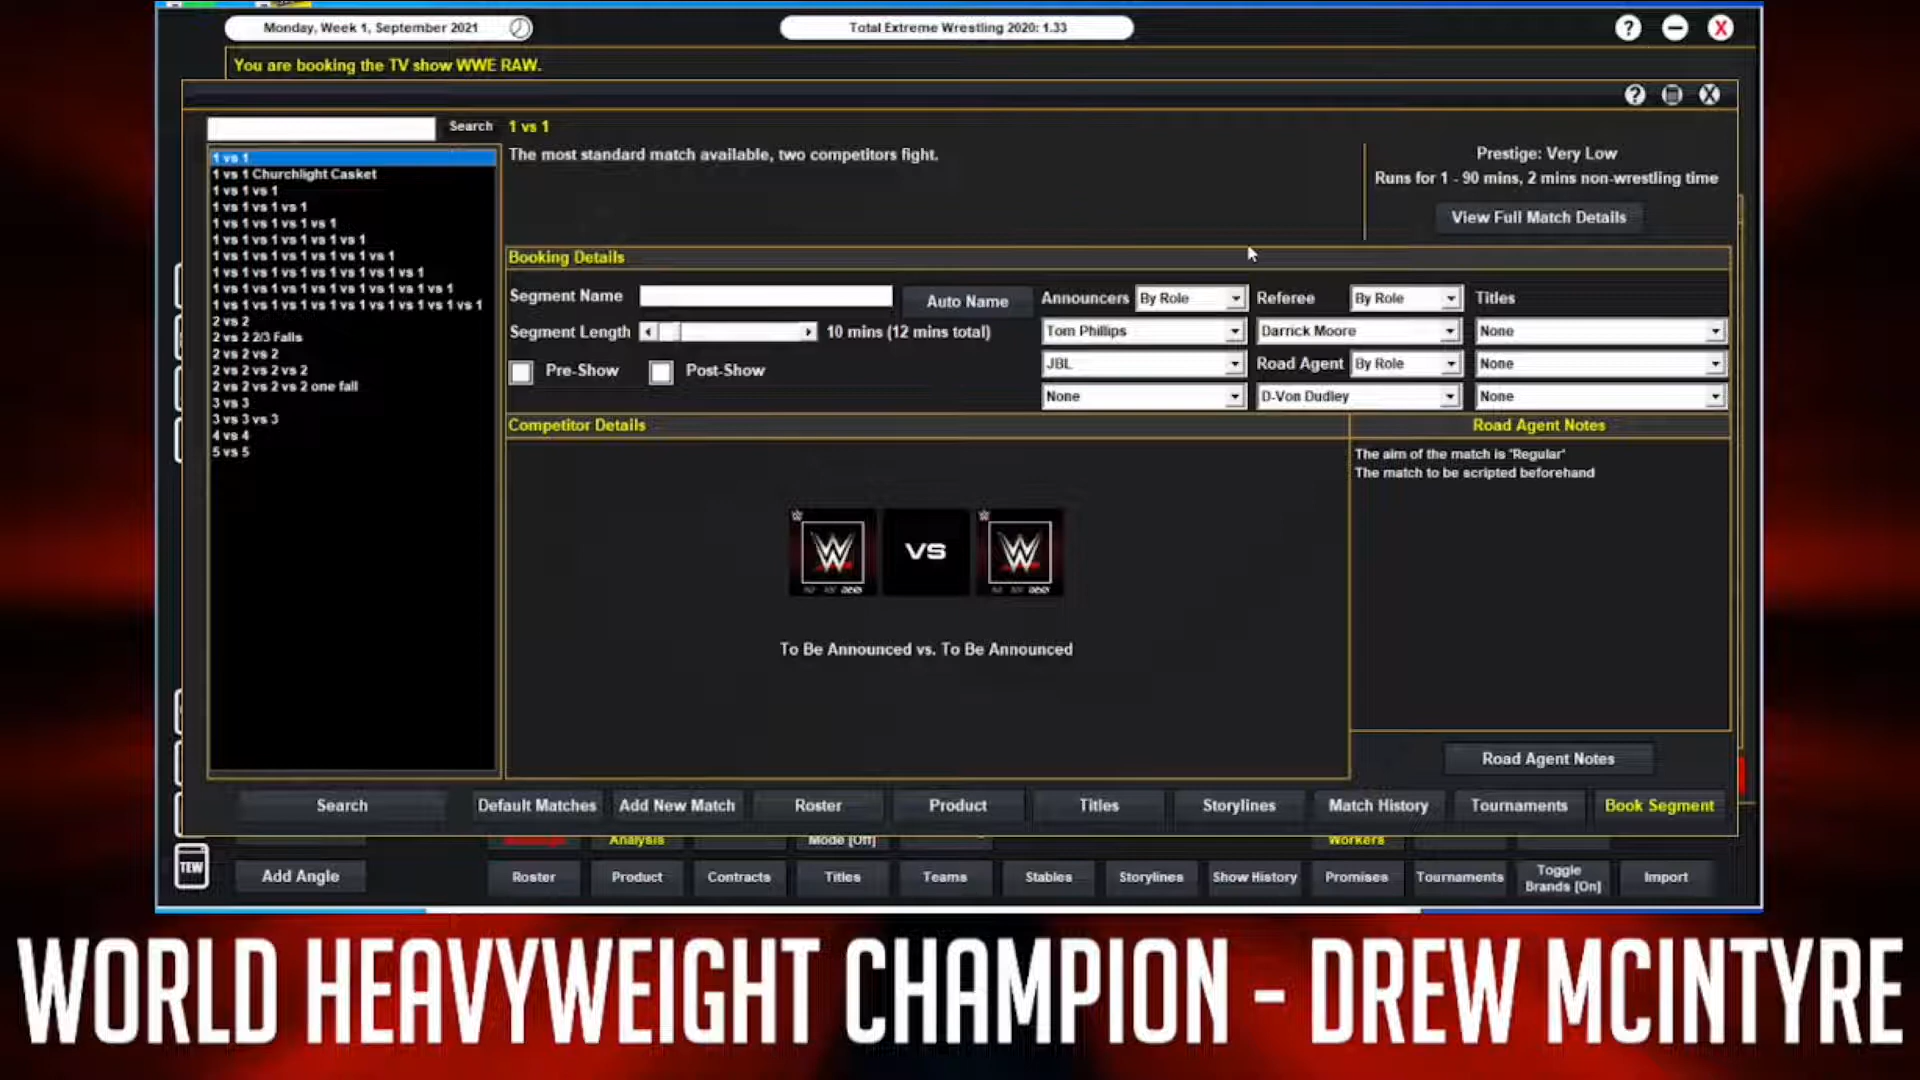 Monday, Week 1, September 2021
Total Extreme Wrestling 2020: 1.33
?
X
You are booking the TV show WWE RAW.
?
X
Search
1 vs 1
1 vs 1
1 vs 1 Churchlight Casket
1 vs 1 vs 1
1 vs 1 vs 1 vs 1
1 vs 1 vs 1 vs 1 vs 1
1 vs 1 vs 1 vs 1 vs 1 vs 1
1 vs 1 vs 1 vs 1 vs 1 vs 1 vs 1
1 vs 1 vs 1 vs 1 vs 1 vs 1 vs 1 vs 1
1 vs 1 vs 1 vs 1 vs 1 vs 1 vs 1 vs 1 vs 1
1 vs 1 vs 1 vs 1 vs 1 vs 1 vs 1 vs 1 vs 1 vs 1
2 vs 2
2 vs 2 2/3 Falls
2 vs 2 vs 2
2 vs 2 vs 2 vs 2
2 vs 2 vs 2 vs 2 one fall
3 vs 3
3 vs 3 vs 3
4 vs 4
5 vs 5
The most standard match available, two competitors fight.
Prestige: Very Low
Runs for 1 - 90 mins, 2 mins non-wrestling time
View Full Match Details
Booking Details
Segment Name
Auto Name
Announcers
By Role
Referee
By Role
Titles
Segment Length
10 mins (12 mins total)
Tom Phillips
Darrick Moore
None
Pre-Show
Post-Show
JBL
Road Agent
By Role
None
None
D-Von Dudley
None
Competitor Details
Road Agent Notes
The aim of the match is 'Regular'
The match to be scripted beforehand
VS
To Be Announced vs. To Be Announced
Road Agent Notes
Search
Default Matches
Add New Match
Roster
Product
Titles
Storylines
Match History
Tournaments
Book Segment
Analysis
Mode [Off]
Workers
TEW
Add Angle
Roster
Product
Contracts
Titles
Teams
Stables
Storylines
Show History
Promises
Tournaments
Toggle
Brands [On]
Import
WORLD HEAVYWEIGHT CHAMPION - DREW MCINTYRE